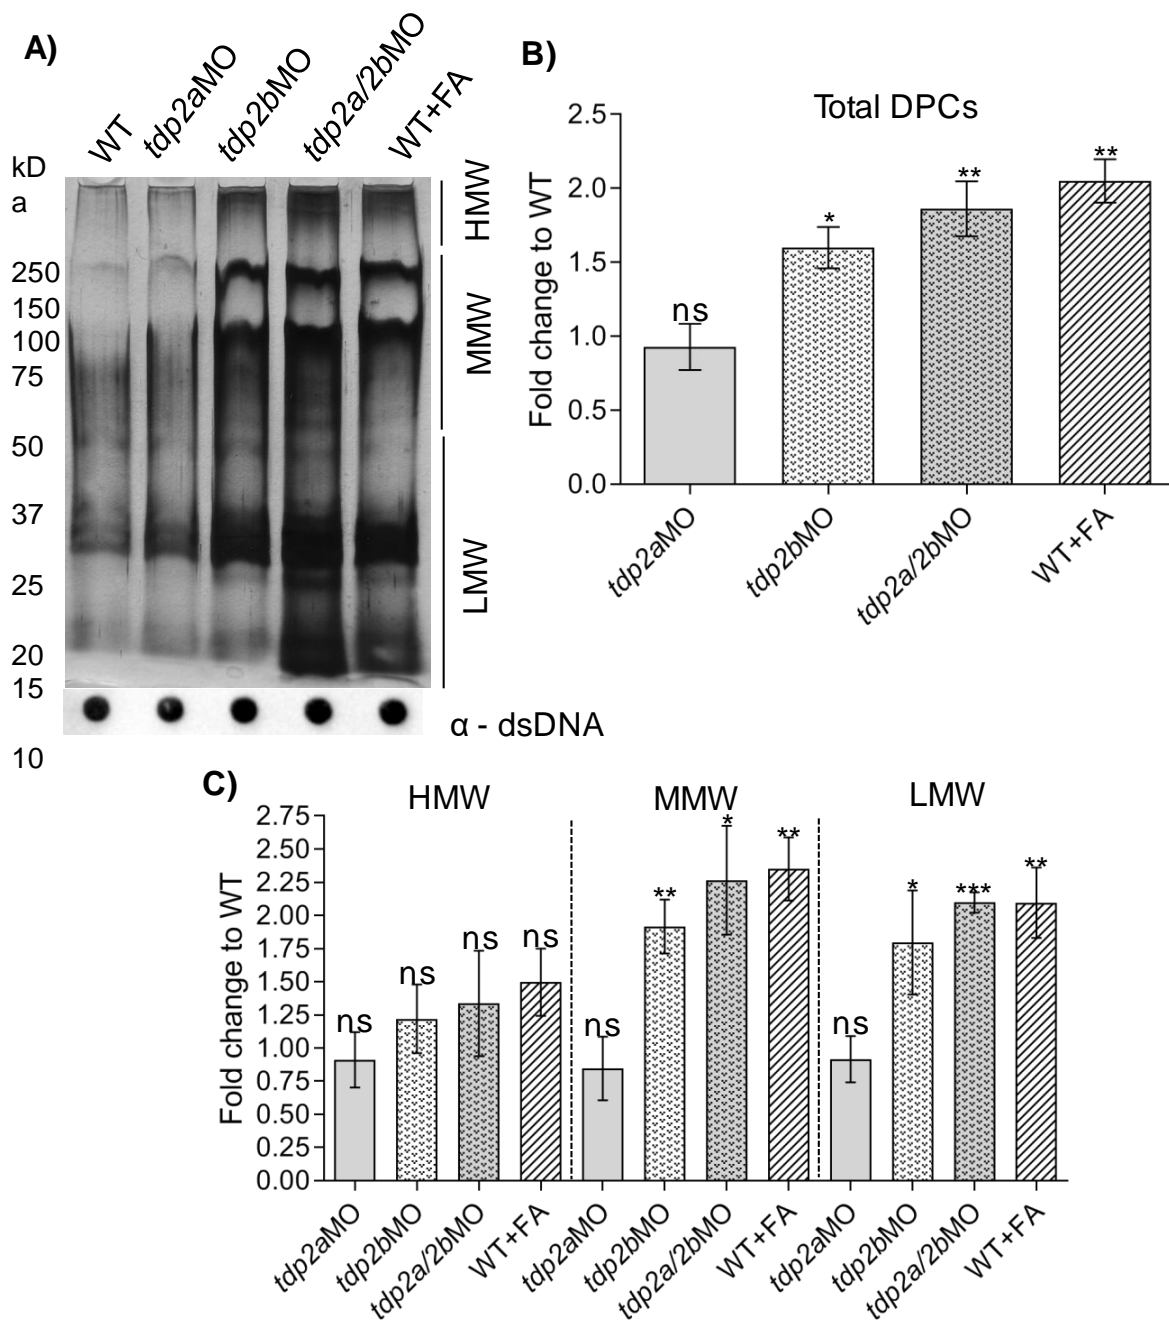 A)
WT
tdp2aMO
tdp2bMO
tdp2a/2bMO
WT+FA
kD
a
250
150
100
75
50
37
25
20
15
10
HMW
MMW
LMW
α - dsDNA
B)
Total DPCs
Fold change to WT
2.5
2.0
1.5
1.0
0.5
0.0
ns
*
**
**
tdp2aMO
tdp2bMO
tdp2a/2bMO
WT+FA
C)
HMW
MMW
LMW
Fold change to WT
2.75
2.50
2.25
2.00
1.75
1.50
1.25
1.00
0.75
0.50
0.25
0.00
ns
ns
ns
ns
ns
**
*
**
ns
*
***
**
tdp2aMO
tdp2bMO
tdp2a/2bMO
WT+FA
tdp2aMO
tdp2bMO
tdp2a/2bMO
WT+FA
tdp2aMO
tdp2bMO
tdp2a/2bMO
WT+FA